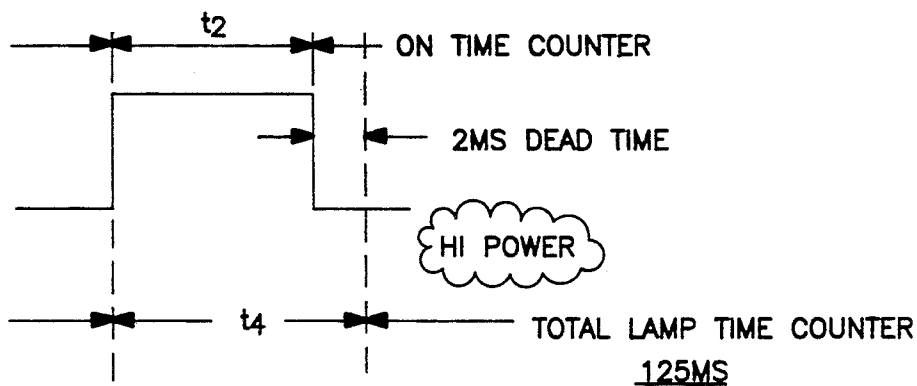 t2
ON TIME COUNTER
2MS DEAD TIME
HI POWER
t4
TOTAL LAMP TIME COUNTER
125MS